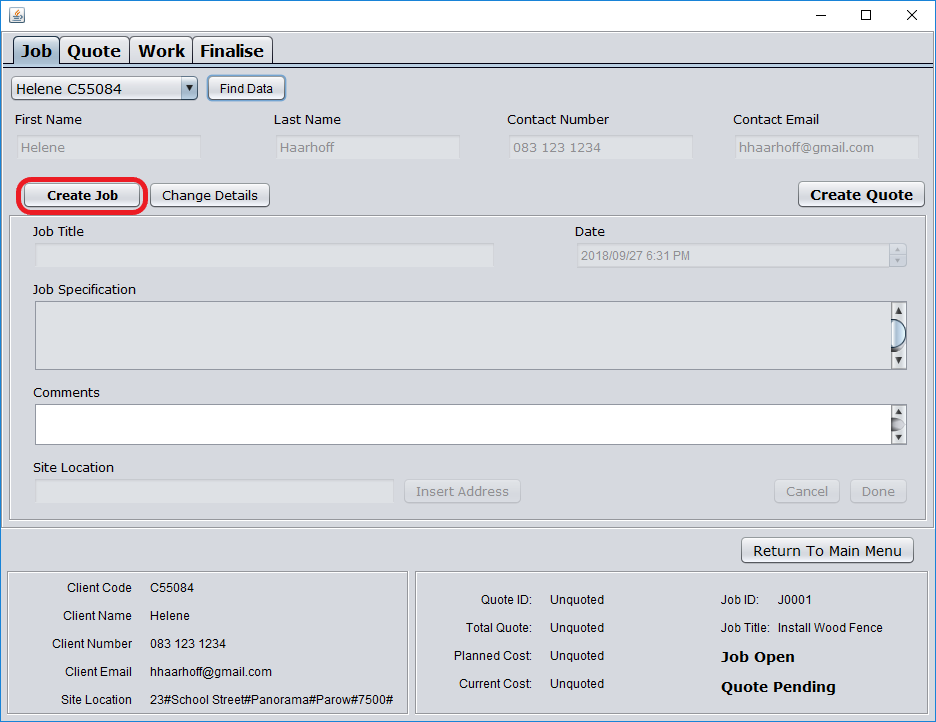 Job Quote Work Finalise
Helene C55084 Find Data
First Name Last Name Contact Number Contact Email
Helene Haarhoff 083 123 1234 hhaarhoff@gmail.com
Create Job Change Details Create Quote
Job Title Date
2018/09/27 6:31 PM
Job Specification
Comments
Site Location
Insert Address Cancel Done
Return To Main Menu
Client Code C55084
Client Name Helene
Client Number 083 123 1234
Client Email hhaarhoff@gmail.com
Site Location 23#School Street#Panorama#Parow#7500#
Quote ID: Unquoted Job ID: J0001
Total Quote: Unquoted Job Title: Install Wood Fence
Planned Cost: Unquoted Job Open
Current Cost: Unquoted Quote Pending